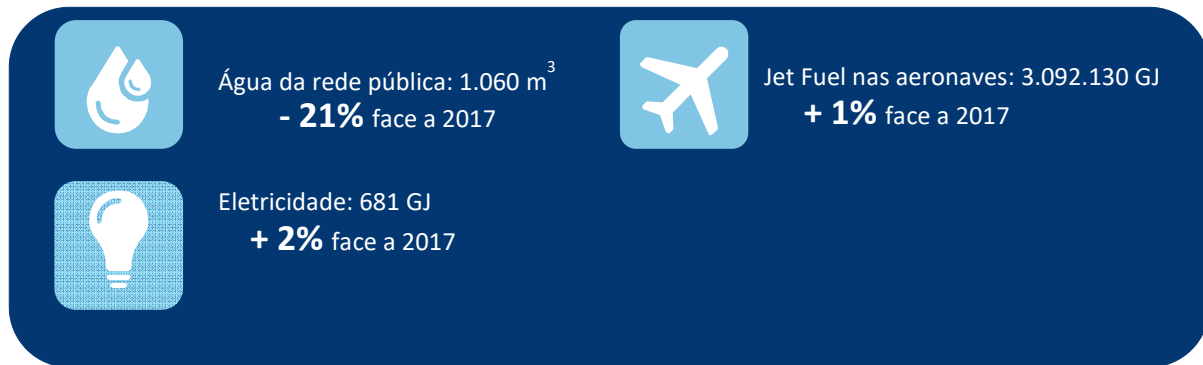 Água da rede pública: 1.060 m³
- 21% face a 2017
Jet Fuel nas aeronaves: 3.092.130 GJ
+ 1% face a 2017
Eletricidade: 681 GJ
+ 2% face a 2017